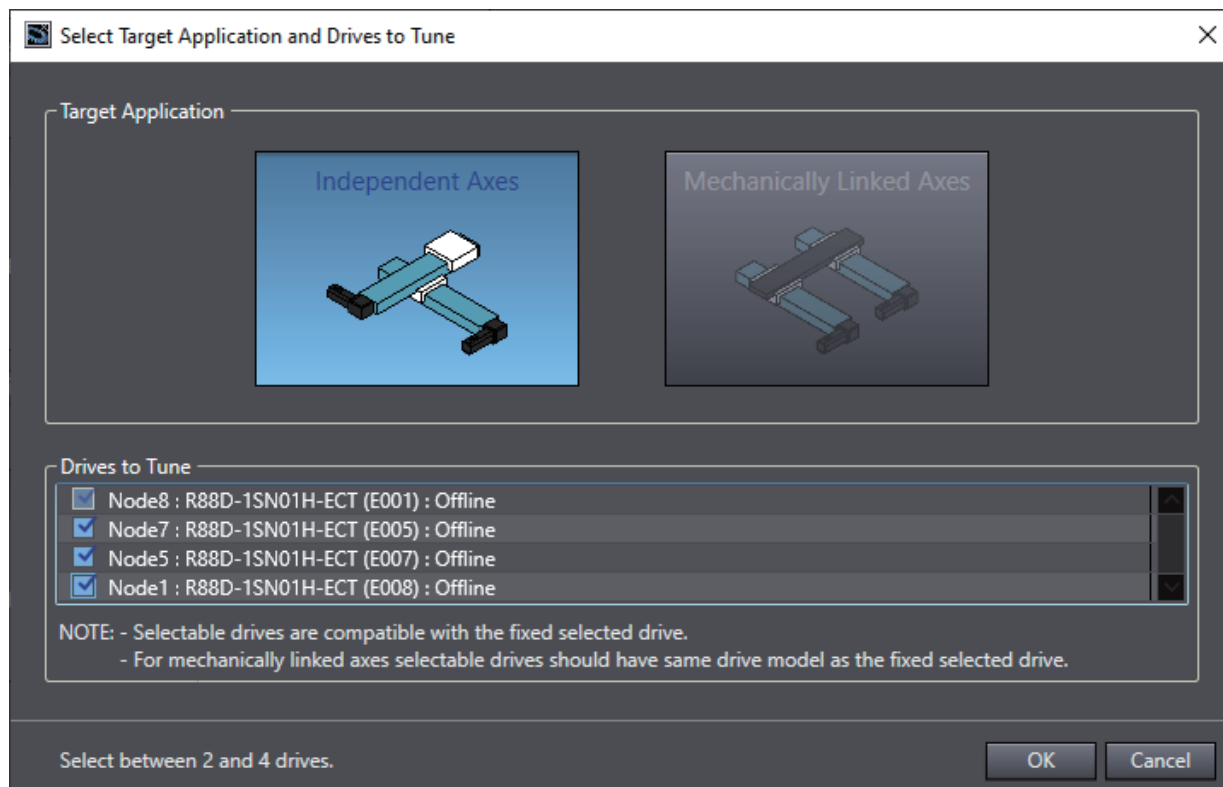 Select Target Application and Drives to Tune
Target Application
Independent Axes
Mechanically Linked Axes
Drives to Tune
Node8 : R88D-1SN01H-ECT (E001) : Offline
Node7 : R88D-1SN01H-ECT (E005) : Offline
Node5 : R88D-1SN01H-ECT (E007) : Offline
Node1 : R88D-1SN01H-ECT (E008) : Offline
NOTE: - Selectable drives are compatible with the fixed selected drive.
- For mechanically linked axes selectable drives should have same drive model as the fixed selected drive.
Select between 2 and 4 drives.
OK
Cancel